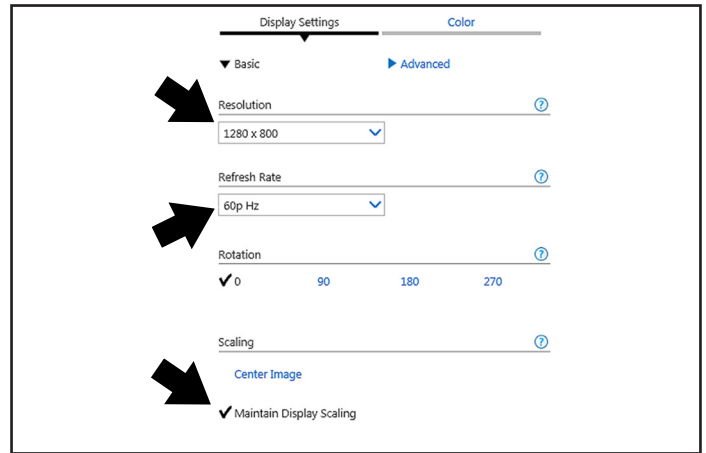 Display Settings Color
▼ Basic ▶ Advanced
Resolution ?
1280 x 800
Refresh Rate ?
60p Hz
Rotation ?
✔ 0 90 180 270
Scaling ?
Center Image
✔ Maintain Display Scaling